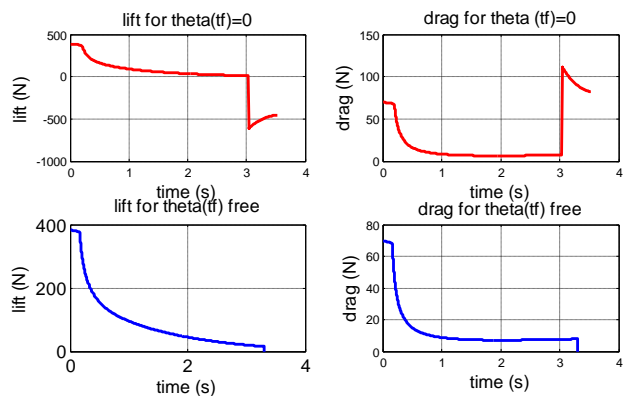 lift for theta(tf)=0
500
0
-500
-1000
lift (N)
0
1
2
3
4
time (s)
drag for theta (tf)=0
150
100
50
0
drag (N)
0
1
2
3
4
time (s)
lift for theta(tf) free
400
200
0
lift (N)
0
2
4
time (s)
drag for theta(tf) free
80
60
40
20
0
drag (N)
0
1
2
3
4
time (s)